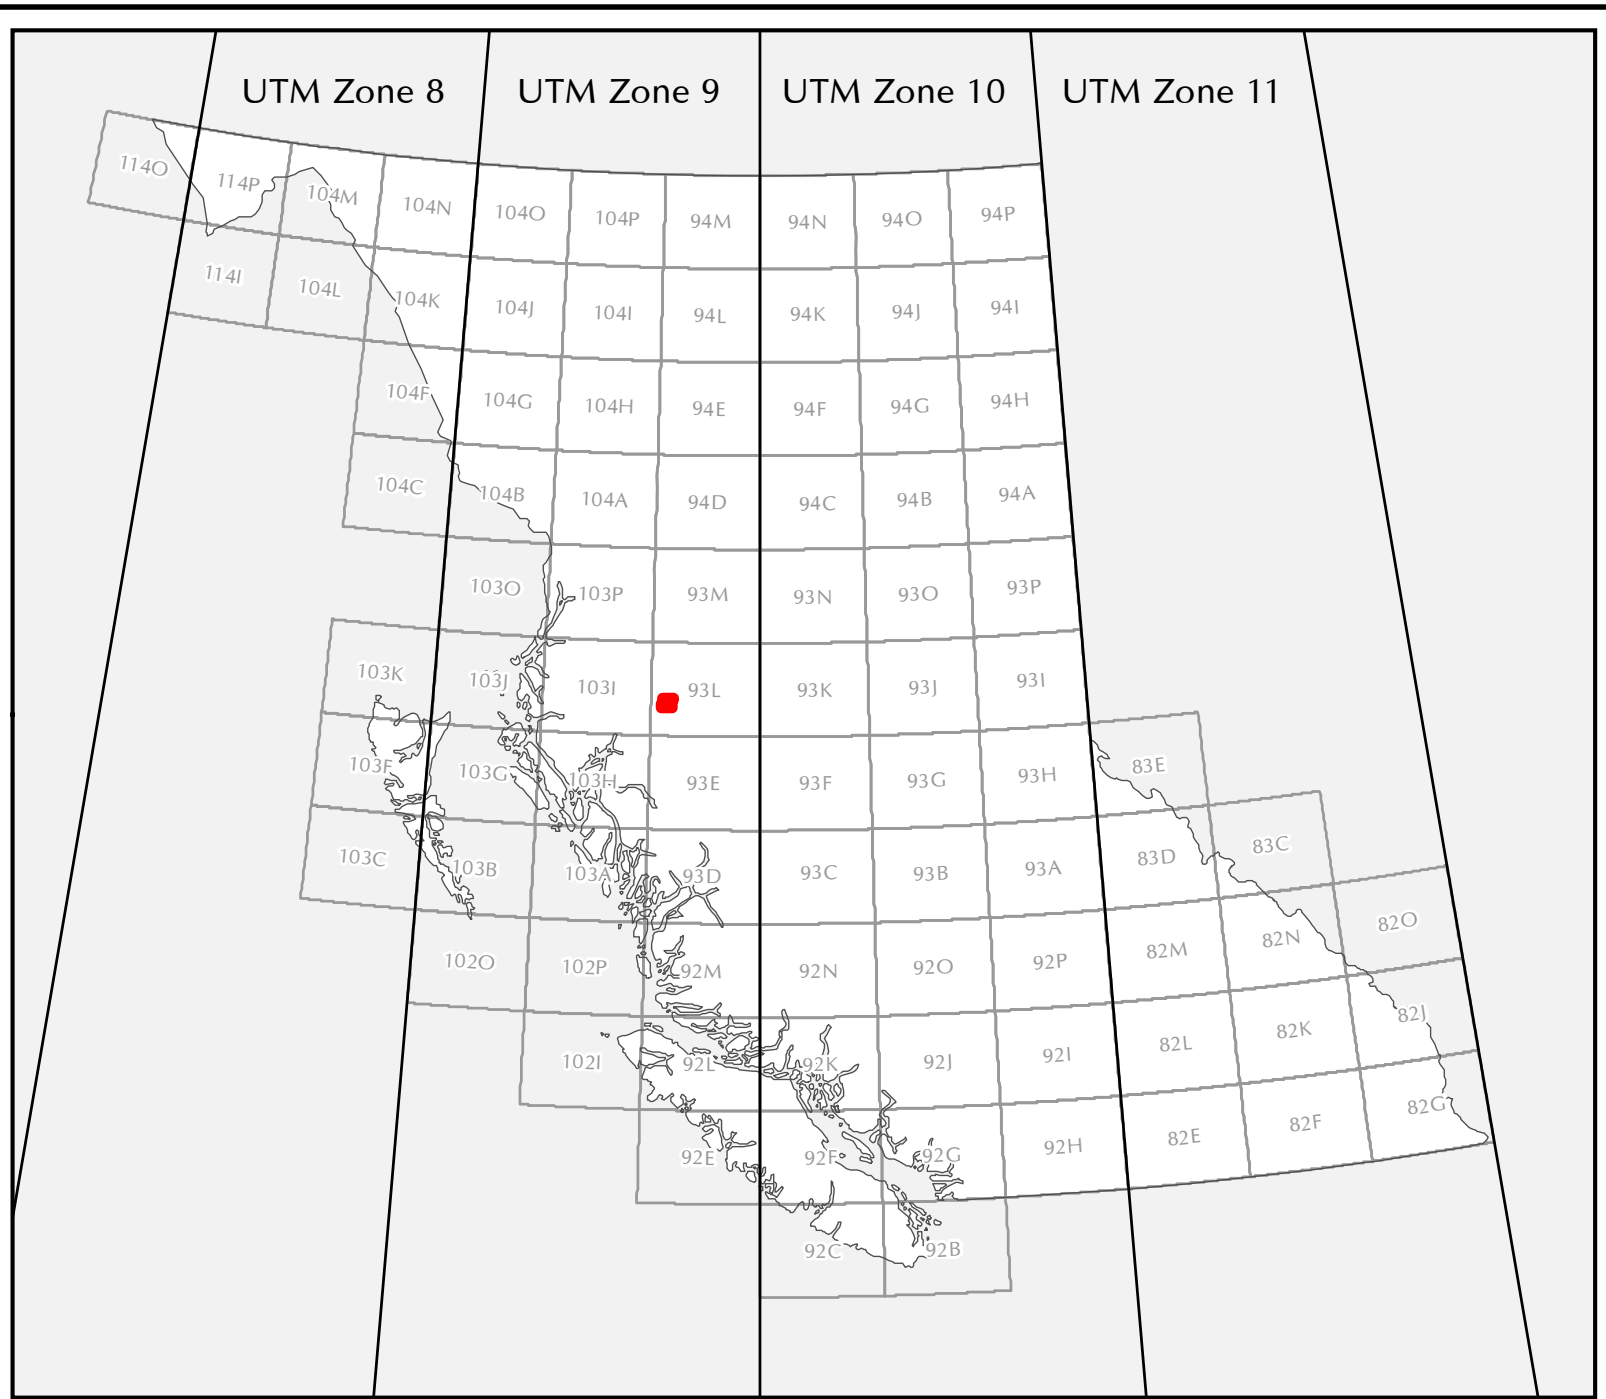 UTM Zone 8 UTM Zone 9 UTM Zone 10 UTM Zone 11
114O 114P 104M 104N 104O 104P 94M 94N 94O 94P
114I 104L 104K 104J 104I 94L 94K 94J 94I
104F 104G 104H 94E 94F 94G 94H
104C 104B 104A 94D 94C 94B 94A
103O 103P 93M 93N 93O 93P
103K 103J 103I 93L 93K 93J 93I
103F 103G 103H 93E 93F 93G 93H 83E
103C 103B 103A 93D 93C 93B 93A 83D 83C
102O 102P 92M 92N 92O 92P 82M 82N 82O
102I 92L 92K 92J 92I 82L 82K 82J
92E 92F 92G 92H 82E 82F 82G
92C 92B